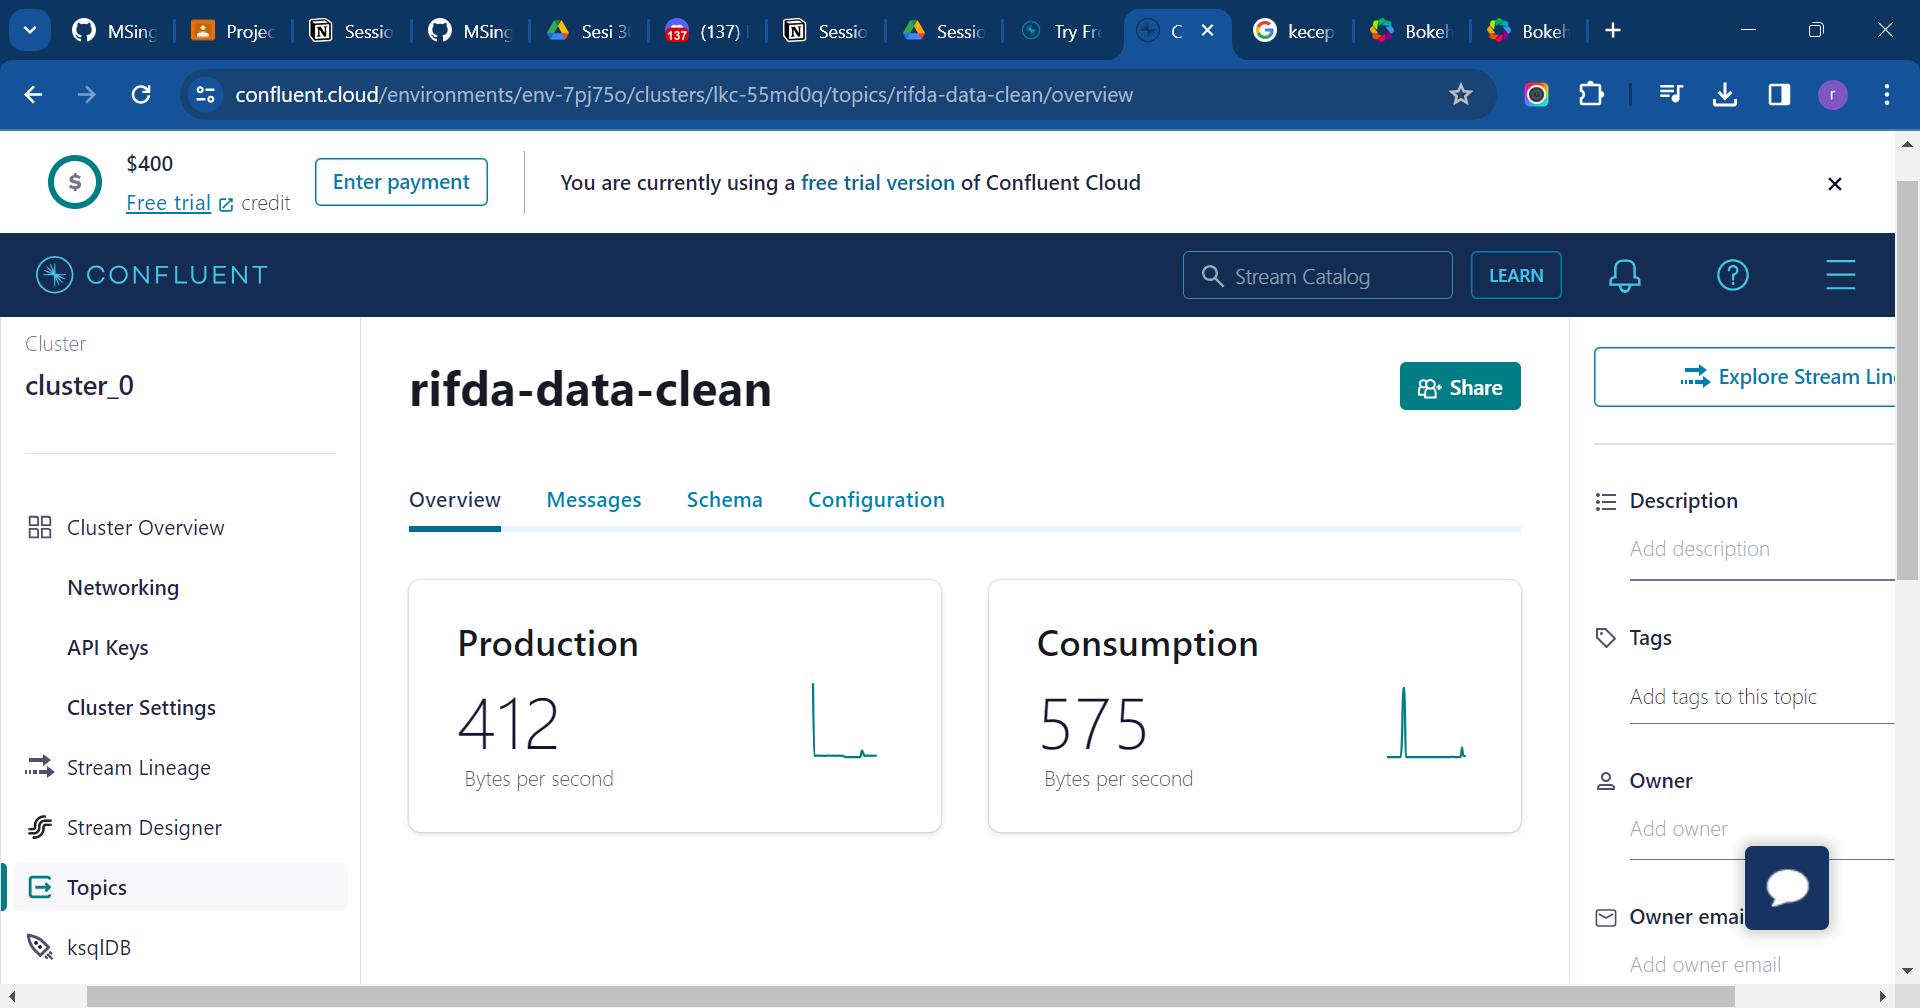 MSing
Projec
Sessio
MSing
Sesi 3
137 (137)
Sessio
Sessic
Try Fre
C
kecep
Bokeh
Bokeh
confluent.cloud/environments/env-7pj75o/clusters/lkc-55md0q/topics/rifda-data-clean/overview
r
$
$400
Free trial credit
Enter payment
You are currently using a free trial version of Confluent Cloud
CONFLUENT
Stream Catalog
LEARN
Cluster
cluster_0
Cluster Overview
Networking
API Keys
Cluster Settings
Stream Lineage
Stream Designer
Topics
ksqlDB
rifda-data-clean
Share
Overview
Messages
Schema
Configuration
Production
412
Bytes per second
Consumption
575
Bytes per second
Explore Stream Lin
Description
Add description
Tags
Add tags to this topic
Owner
Add owner
Owner emai
Add owner email